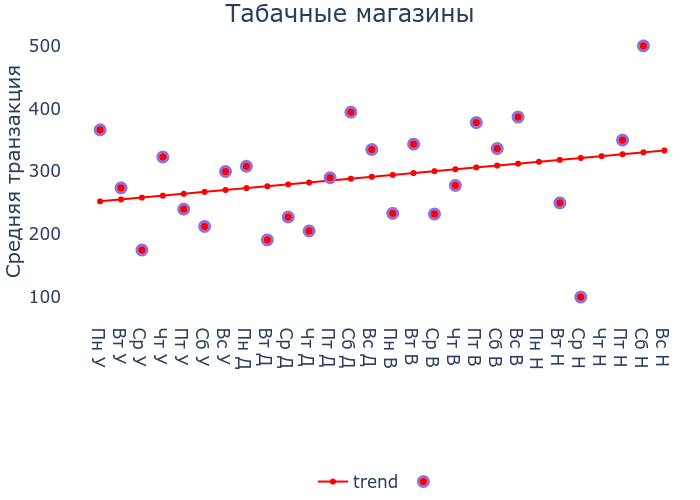 Табачные магазины
Средняя транзакция
500
400
300
200
100
Пн У
Вт У
Ср У
Чт У
Пт У
Сб У
Вс У
Пн Д
Вт Д
Ср Д
Чт Д
Пт Д
Сб Д
Вс Д
Пн В
Вт В
Ср В
Чт В
Пт В
Сб В
Вс В
Пн Н
Вт Н
Ср Н
Чт Н
Пт Н
Сб Н
Вс Н
trend